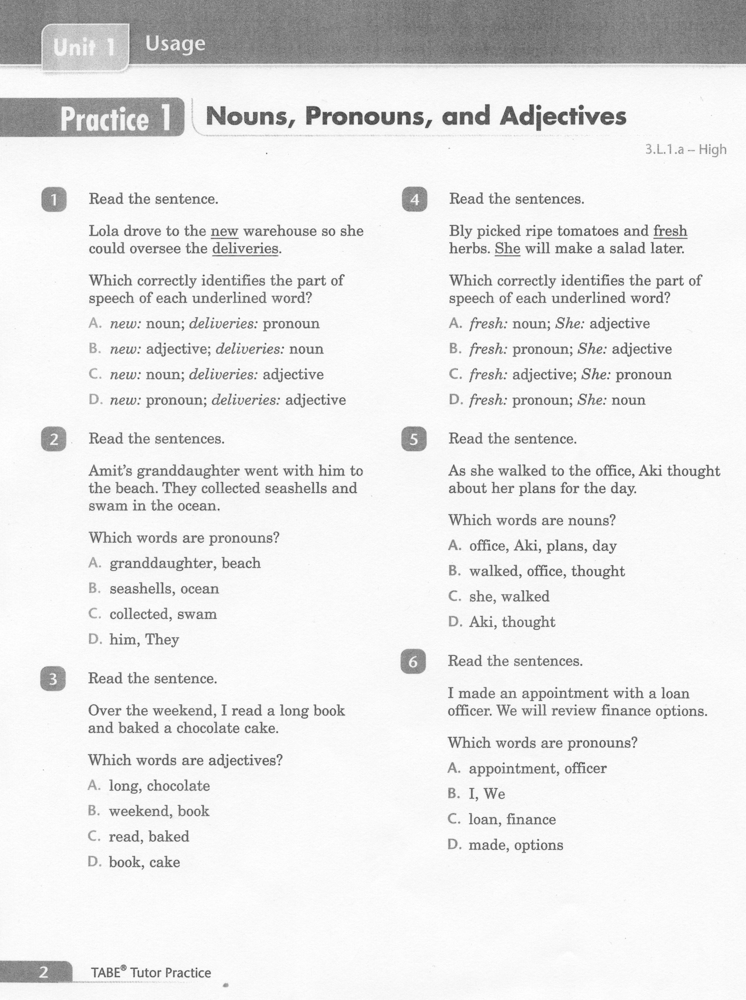 Unit 1 Usage
Practice 1 Nouns, Pronouns, and Adjectives
3.L.1.a – High
1 Read the sentence.
Lola drove to the new warehouse so she
could oversee the deliveries.
Which correctly identifies the part of
speech of each underlined word?
A. new: noun; deliveries: pronoun
B. new: adjective; deliveries: noun
C. new: noun; deliveries: adjective
D. new: pronoun; deliveries: adjective
2 Read the sentences.
Amit’s granddaughter went with him to
the beach. They collected seashells and
swam in the ocean.
Which words are pronouns?
A. granddaughter, beach
B. seashells, ocean
C. collected, swam
D. him, They
3 Read the sentence.
Over the weekend, I read a long book
and baked a chocolate cake.
Which words are adjectives?
A. long, chocolate
B. weekend, book
C. read, baked
D. book, cake
4 Read the sentences.
Bly picked ripe tomatoes and fresh
herbs. She will make a salad later.
Which correctly identifies the part of
speech of each underlined word?
A. fresh: noun; She: adjective
B. fresh: pronoun; She: adjective
C. fresh: adjective; She: pronoun
D. fresh: pronoun; She: noun
5 Read the sentence.
As she walked to the office, Aki thought
about her plans for the day.
Which words are nouns?
A. office, Aki, plans, day
B. walked, office, thought
C. she, walked
D. Aki, thought
6 Read the sentences.
I made an appointment with a loan
officer. We will review finance options.
Which words are pronouns?
A. appointment, officer
B. I, We
C. loan, finance
D. made, options
2 TABE® Tutor Practice